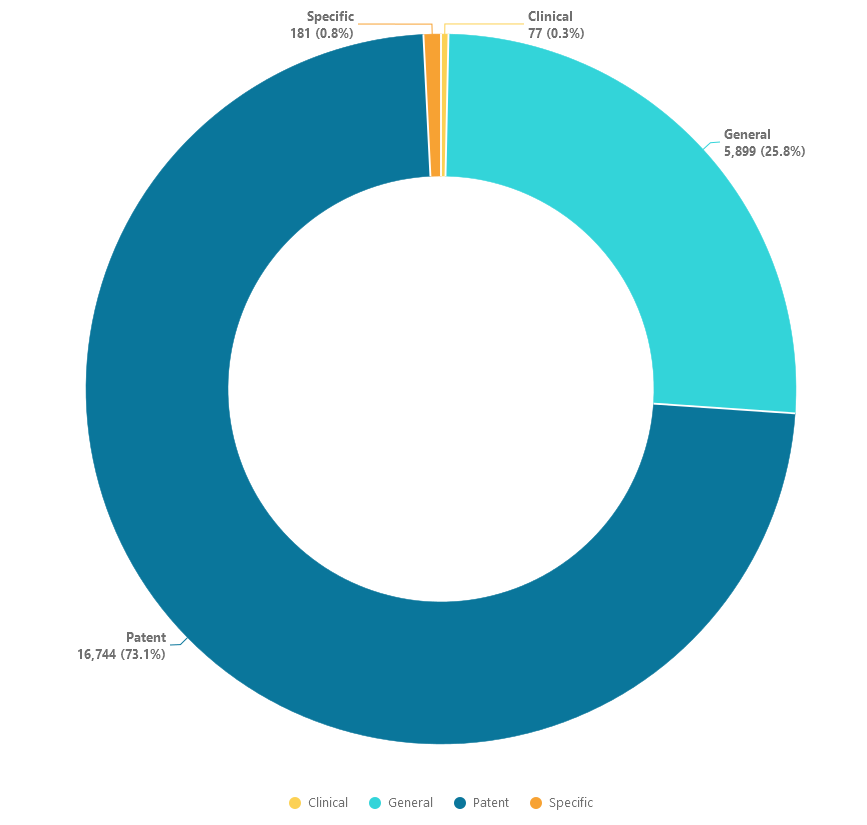 Specific
181 (0.8%)
Clinical
77 (0.3%)
General
5,899 (25.8%)
Patent
16,744 (73.1%)
Clinical General Patent Specific